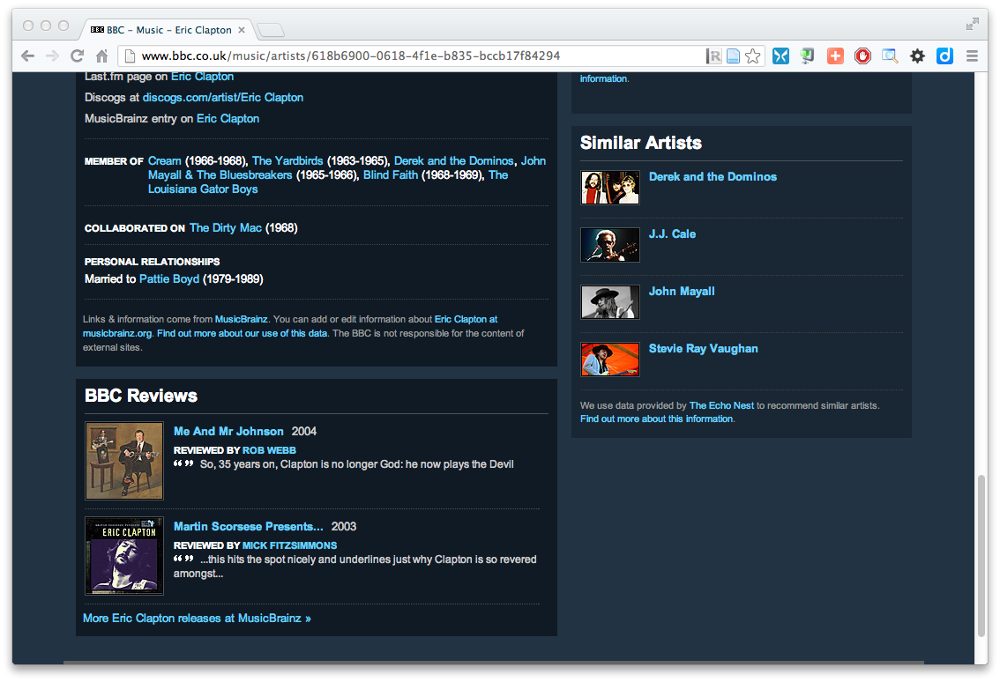 BBC – Music – Eric Clapton
www.bbc.co.uk/music/artists/618b6900-0618-4f1e-b835-bccb17f84294
Last.fm page on Eric Clapton
Discogs at discogs.com/artist/Eric Clapton
MusicBrainz entry on Eric Clapton
MEMBER OF Cream (1966-1968), The Yardbirds (1963-1965), Derek and the Dominos, John
Mayall & The Bluesbreakers (1965-1966), Blind Faith (1968-1969), The
Louisiana Gator Boys
COLLABORATED ON The Dirty Mac (1968)
PERSONAL RELATIONSHIPS
Married to Pattie Boyd (1979-1989)
Links & information come from MusicBrainz. You can add or edit information about Eric Clapton at
musicbrainz.org. Find out more about our use of this data. The BBC is not responsible for the content of
external sites.
BBC Reviews
Me And Mr Johnson 2004
REVIEWED BY ROB WEBB
“ ” So, 35 years on, Clapton is no longer God: he now plays the Devil
Martin Scorsese Presents... 2003
REVIEWED BY MICK FITZSIMMONS
“ ” ...this hits the spot nicely and underlines just why Clapton is so revered
amongst...
ERIC CLAPTON
More Eric Clapton releases at MusicBrainz »
information.
Similar Artists
Derek and the Dominos
J.J. Cale
John Mayall
Stevie Ray Vaughan
We use data provided by The Echo Nest to recommend similar artists.
Find out more about this information.